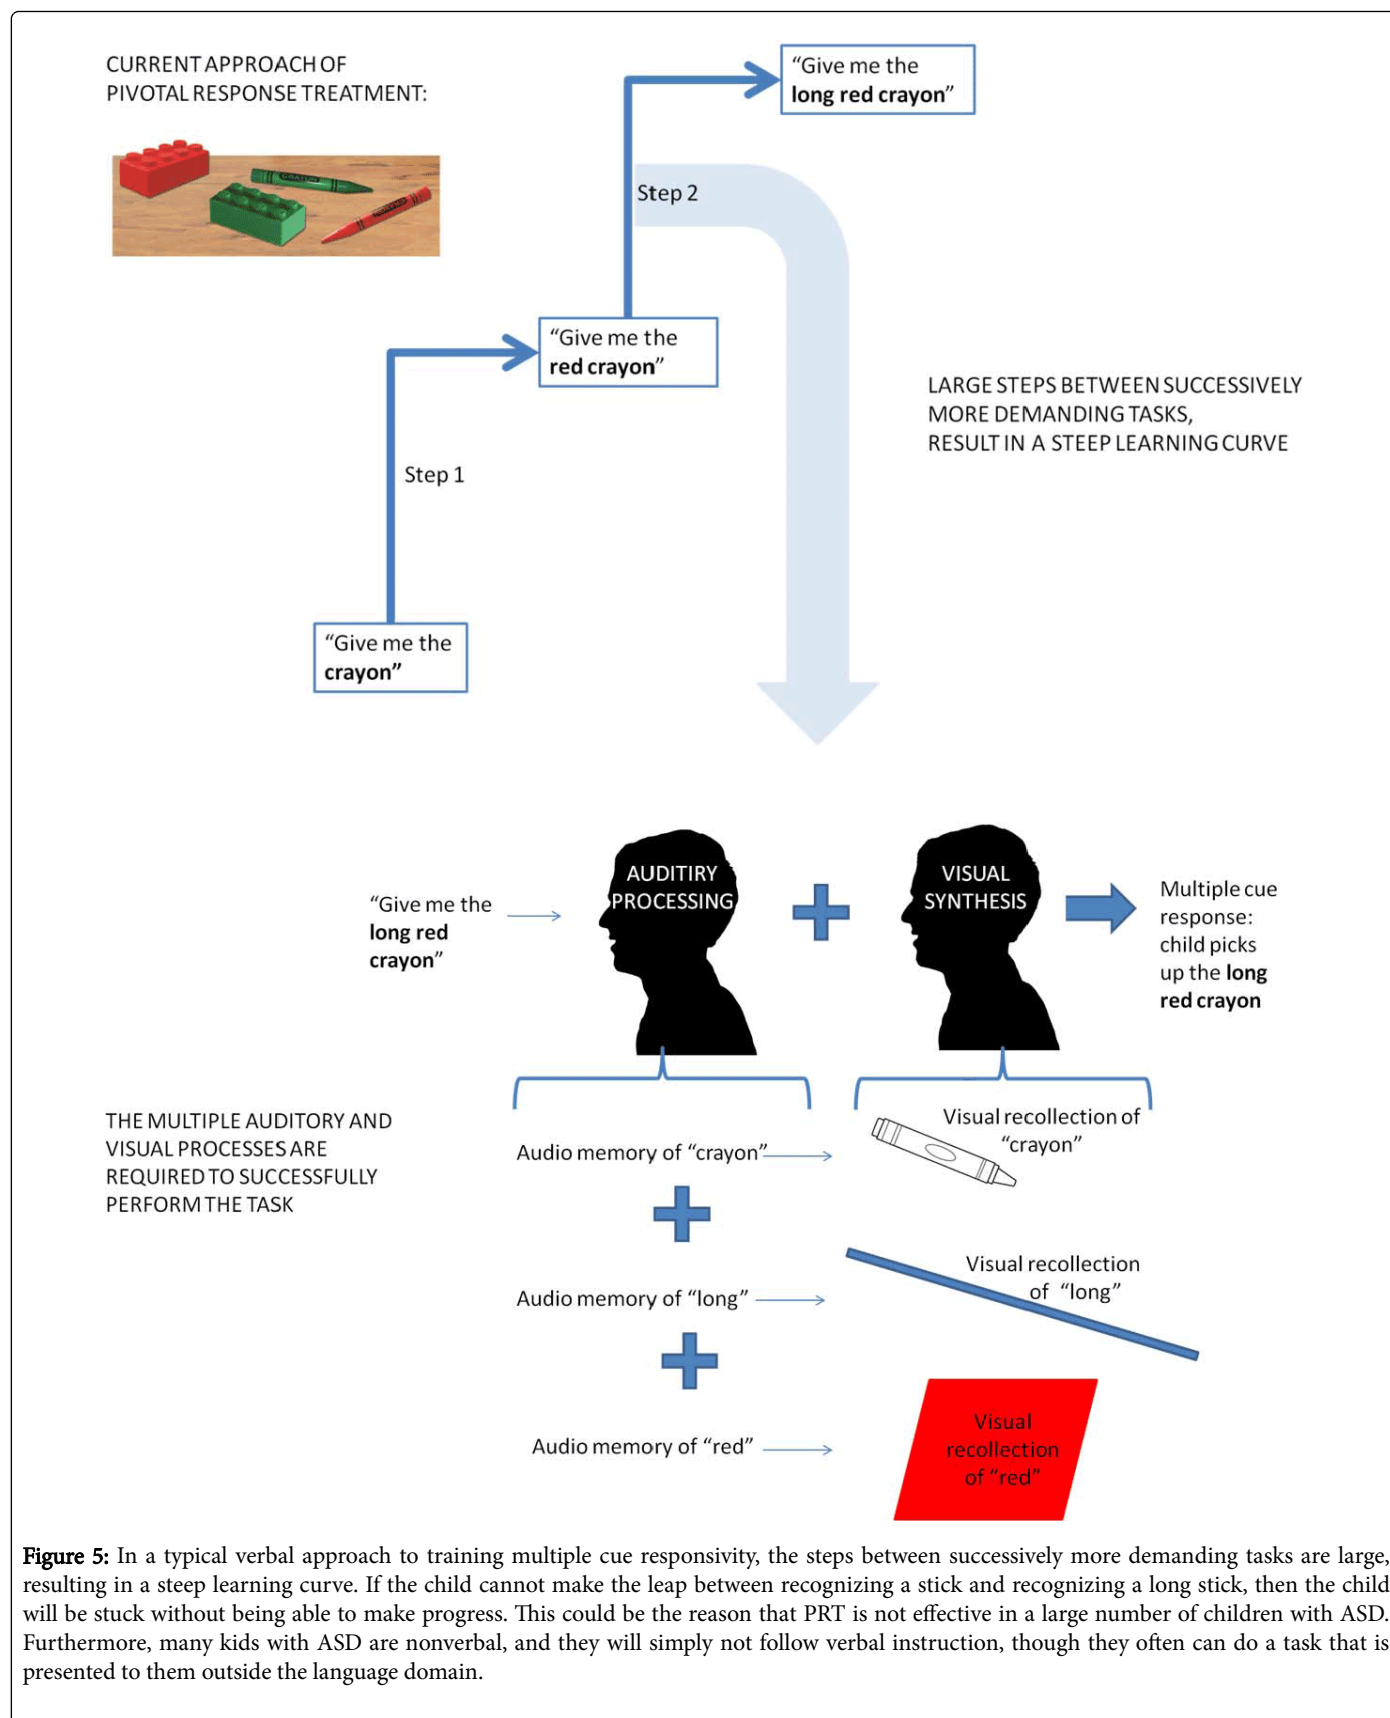 CURRENT APPROACH OF
PIVOTAL RESPONSE TREATMENT:
“Give me the
long red crayon”
Step 2
“Give me the
red crayon”
LARGE STEPS BETWEEN SUCCESSIVELY
MORE DEMANDING TASKS,
RESULT IN A STEEP LEARNING CURVE
Step 1
“Give me the
crayon”
“Give me the
long red
crayon”
AUDITIRY
PROCESSING
VISUAL
SYNTHESIS
Multiple cue
response:
child picks
up the long
red crayon
THE MULTIPLE AUDITORY AND
VISUAL PROCESSES ARE
REQUIRED TO SUCCESSFULLY
PERFORM THE TASK
Audio memory of “crayon”
Visual recollection of
“crayon”
Audio memory of “long”
Visual recollection
of “long”
Audio memory of “red”
Visual
recollection
of “red”
Figure 5: In a typical verbal approach to training multiple cue responsivity, the steps between successively more demanding tasks are large,
resulting in a steep learning curve. If the child cannot make the leap between recognizing a stick and recognizing a long stick, then the child
will be stuck without being able to make progress. This could be the reason that PRT is not effective in a large number of children with ASD.
Furthermore, many kids with ASD are nonverbal, and they will simply not follow verbal instruction, though they often can do a task that is
presented to them outside the language domain.